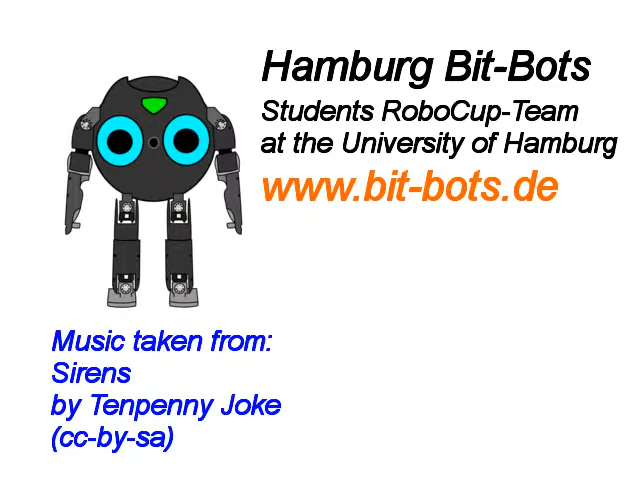 Hamburg Bit-Bots
Students RoboCup-Team
at the University of Hamburg
www.bit-bots.de
Music taken from:
Sirens
by Tenpenny Joke
(cc-by-sa)